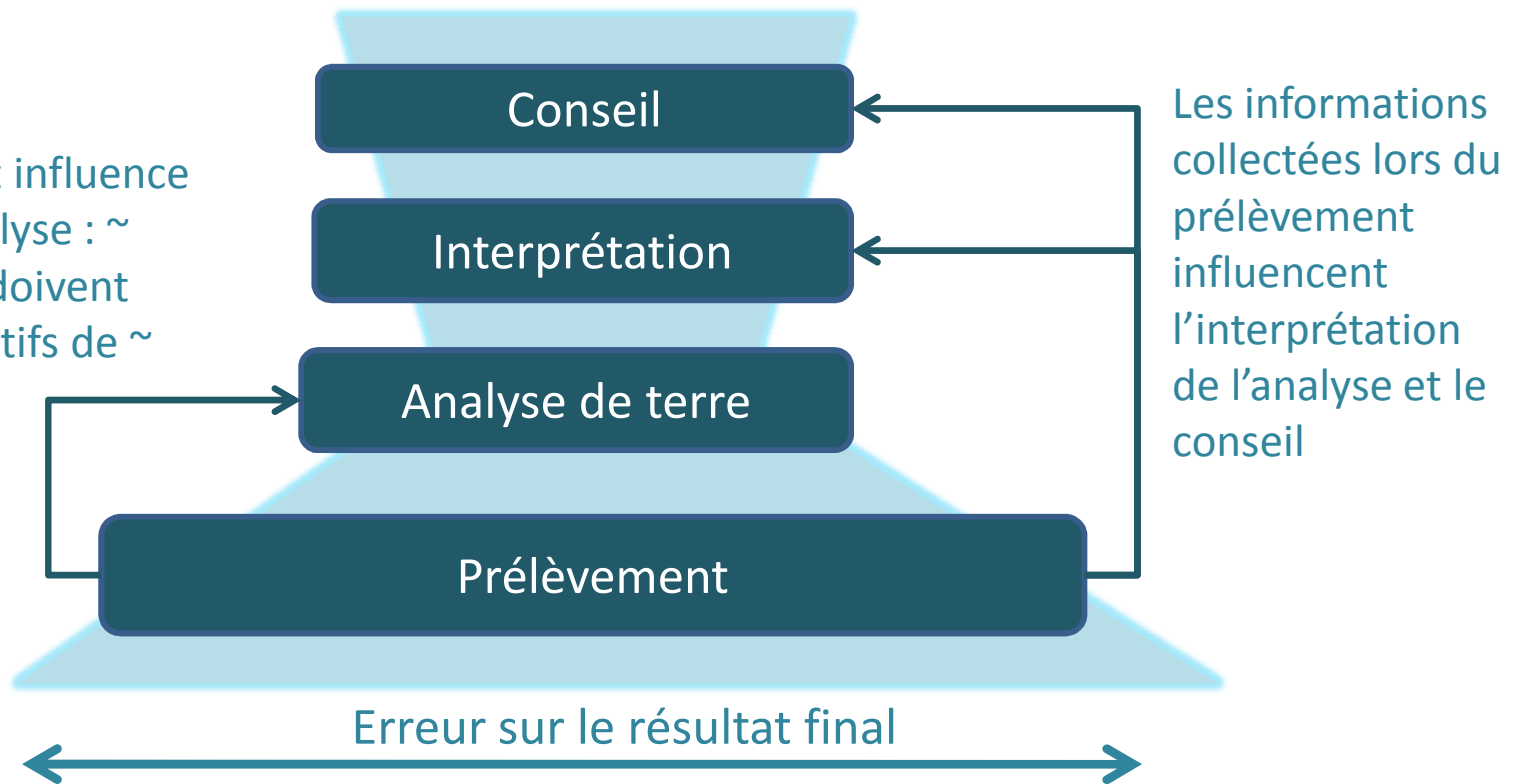 Conseil
Interprétation
Analyse de terre
Prélèvement
influence
lyse : ~
doivent
tifs de ~
Les informations
collectées lors du
prélèvement
influencent
l’interprétation
de l’analyse et le
conseil
Erreur sur le résultat final